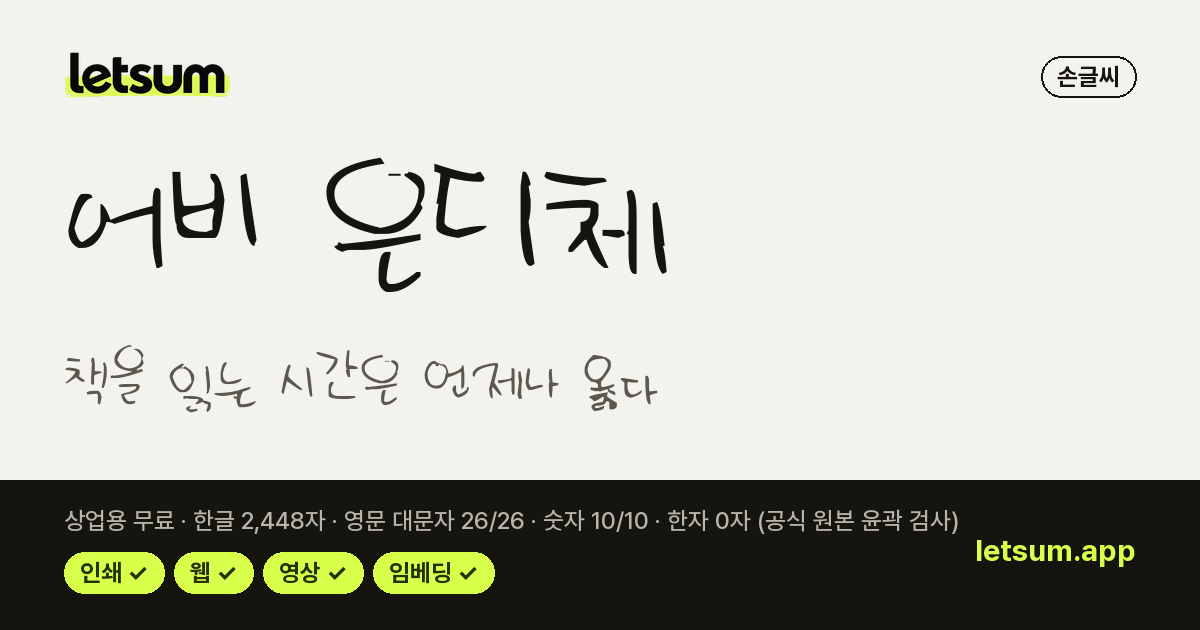 letsum
손글씨
어비 은디체
책을 읽는 시간은 언제나 옳다
상업용 무료 · 한글 2,448자 · 영문 대문자 26/26 · 숫자 10/10 · 한자 0자 (공식 원본 윤곽 검사)
인쇄 ✓ 웹 ✓ 영상 ✓ 임베딩 ✓
letsum.app